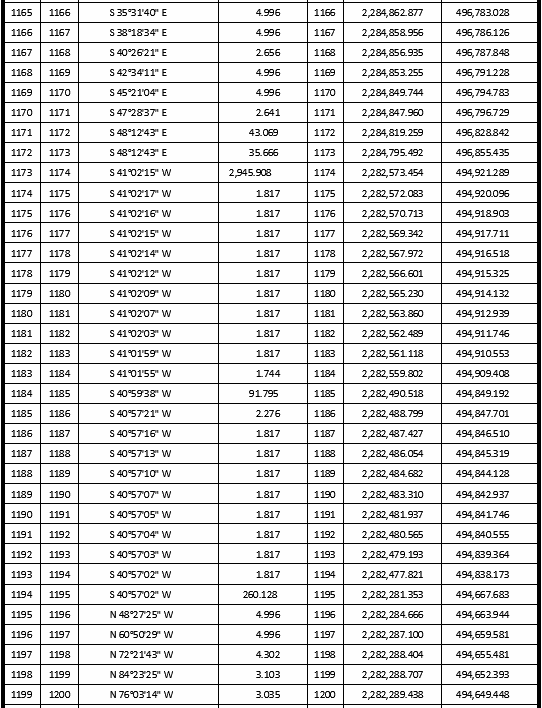 1165 1166 S 35°31'40" E 4.996 1166 2,284,862.877 496,783.028
1166 1167 S 38°18'34" E 4.996 1167 2,284,858.956 496,786.126
1167 1168 S 40°26'21" E 2.656 1168 2,284,856.935 496,787.848
1168 1169 S 42°34'11" E 4.996 1169 2,284,853.255 496,791.228
1169 1170 S 45°21'04" E 4.996 1170 2,284,849.744 496,794.783
1170 1171 S 47°28'37" E 2.641 1171 2,284,847.960 496,796.729
1171 1172 S 48°12'43" E 43.069 1172 2,284,819.259 496,828.842
1172 1173 S 48°12'43" E 35.666 1173 2,284,795.492 496,855.435
1173 1174 S 41°02'15" W 2,945.908 1174 2,282,573.454 494,921.289
1174 1175 S 41°02'17" W 1.817 1175 2,282,572.083 494,920.096
1175 1176 S 41°02'16" W 1.817 1176 2,282,570.713 494,918.903
1176 1177 S 41°02'15" W 1.817 1177 2,282,569.342 494,917.711
1177 1178 S 41°02'14" W 1.817 1178 2,282,567.972 494,916.518
1178 1179 S 41°02'12" W 1.817 1179 2,282,566.601 494,915.325
1179 1180 S 41°02'09" W 1.817 1180 2,282,565.230 494,914.132
1180 1181 S 41°02'07" W 1.817 1181 2,282,563.860 494,912.939
1181 1182 S 41°02'03" W 1.817 1182 2,282,562.489 494,911.746
1182 1183 S 41°01'59" W 1.817 1183 2,282,561.118 494,910.553
1183 1184 S 41°01'55" W 1.744 1184 2,282,559.802 494,909.408
1184 1185 S 40°59'38" W 91.795 1185 2,282,490.518 494,849.192
1185 1186 S 40°57'21" W 2.276 1186 2,282,488.799 494,847.701
1186 1187 S 40°57'16" W 1.817 1187 2,282,487.427 494,846.510
1187 1188 S 40°57'13" W 1.817 1188 2,282,486.054 494,845.319
1188 1189 S 40°57'10" W 1.817 1189 2,282,484.682 494,844.128
1189 1190 S 40°57'07" W 1.817 1190 2,282,483.310 494,842.937
1190 1191 S 40°57'05" W 1.817 1191 2,282,481.937 494,841.746
1191 1192 S 40°57'04" W 1.817 1192 2,282,480.565 494,840.555
1192 1193 S 40°57'03" W 1.817 1193 2,282,479.193 494,839.364
1193 1194 S 40°57'02" W 1.817 1194 2,282,477.821 494,838.173
1194 1195 S 40°57'02" W 260.128 1195 2,282,281.353 494,667.683
1195 1196 N 48°27'25" W 4.996 1196 2,282,284.666 494,663.944
1196 1197 N 60°50'29" W 4.996 1197 2,282,287.100 494,659.581
1197 1198 N 72°21'43" W 4.302 1198 2,282,288.404 494,655.481
1198 1199 N 84°23'25" W 3.103 1199 2,282,288.707 494,652.393
1199 1200 N 76°03'14" W 3.035 1200 2,282,289.438 494,649.448